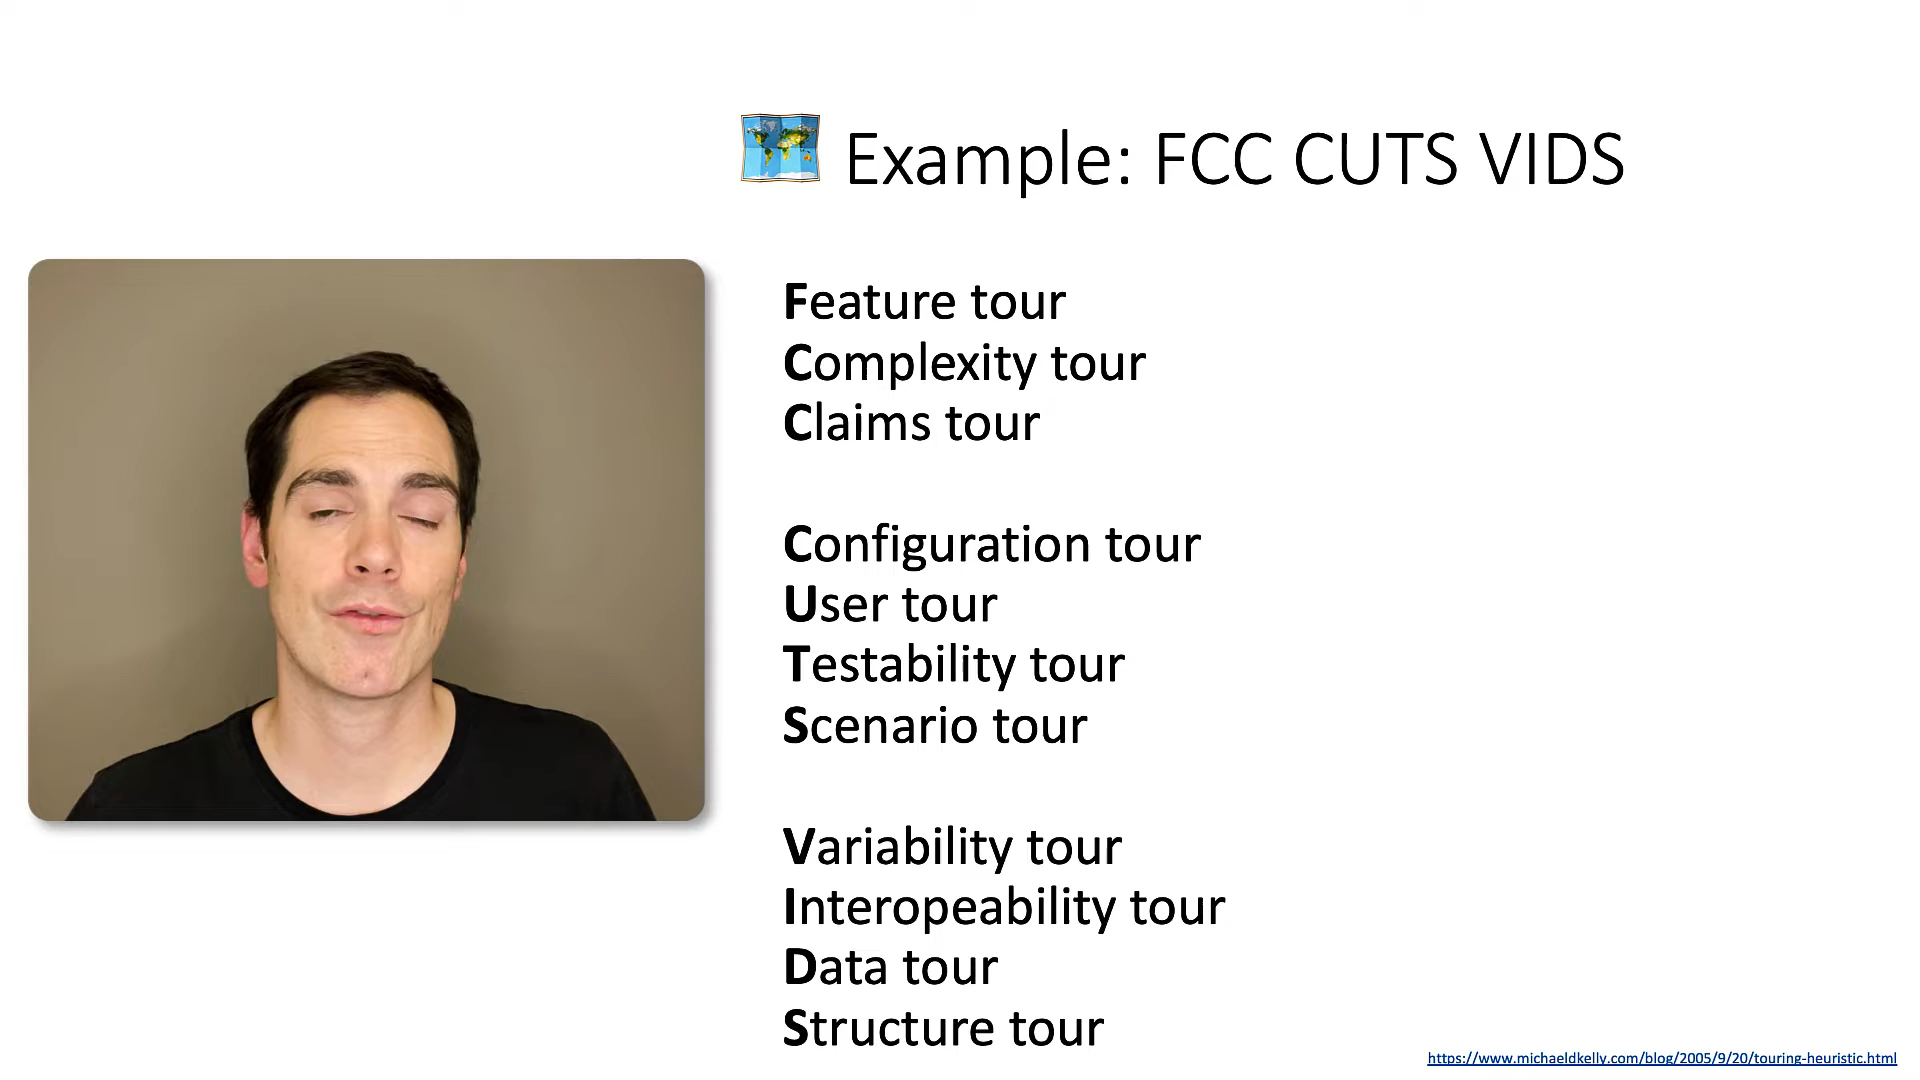 Example: FCC CUTS VIDS
Feature tour
Complexity tour
Claims tour
Configuration tour
User tour
Testability tour
Scenario tour
Variability tour
Interopeability tour
Data tour
Structure tour
https://www.michaeldkelly.com/blog/2005/9/20/touring-heuristic.html